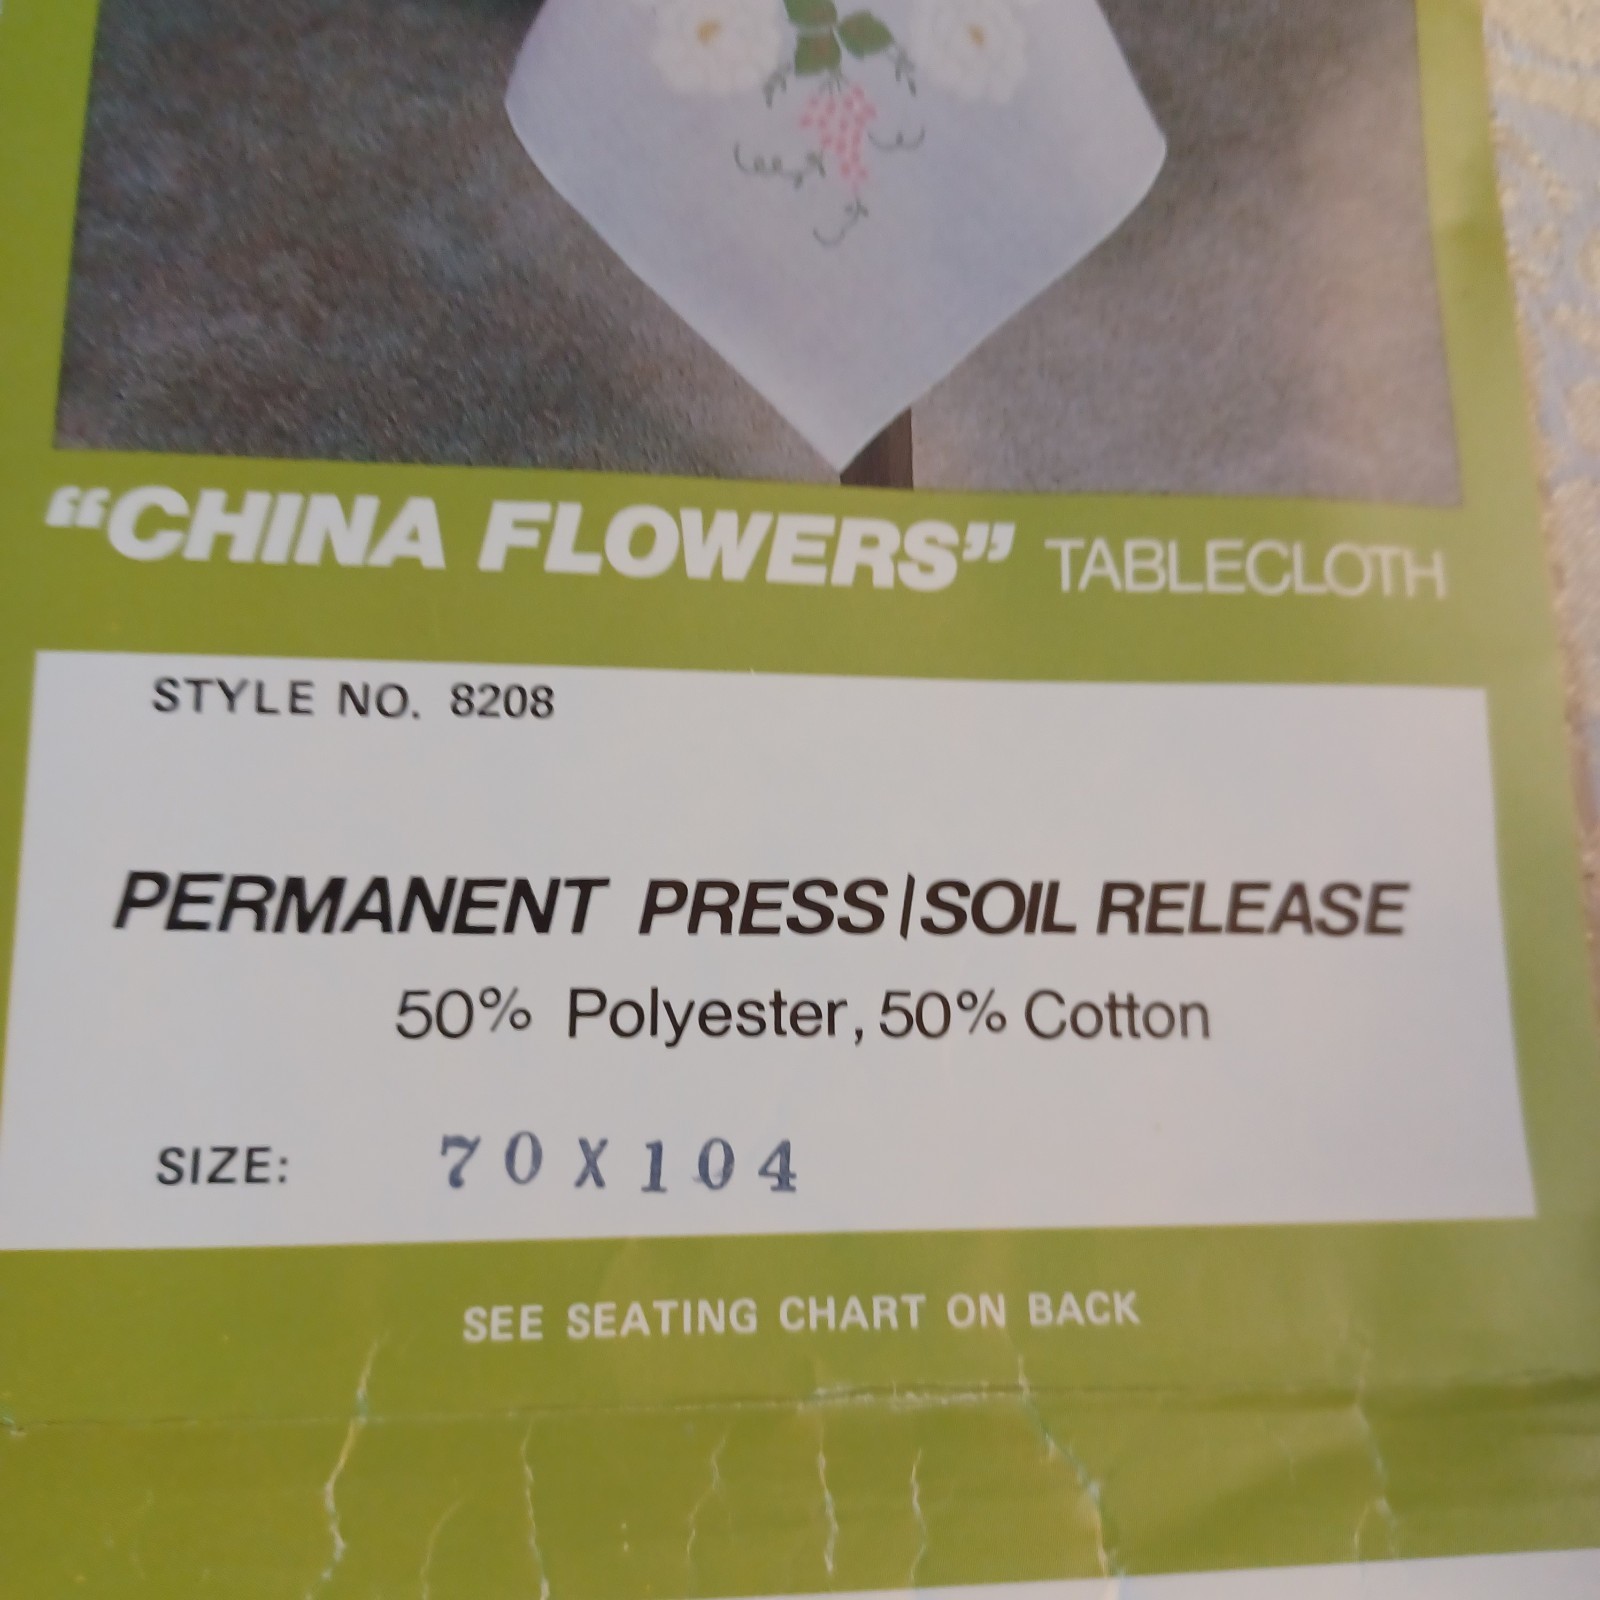 “CHINA FLOWERS” TABLECLOTH
STYLE NO. 8208
PERMANENT PRESS/SOIL RELEASE
50% Polyester, 50% Cotton
SIZE: 70X104
SEE SEATING CHART ON BACK